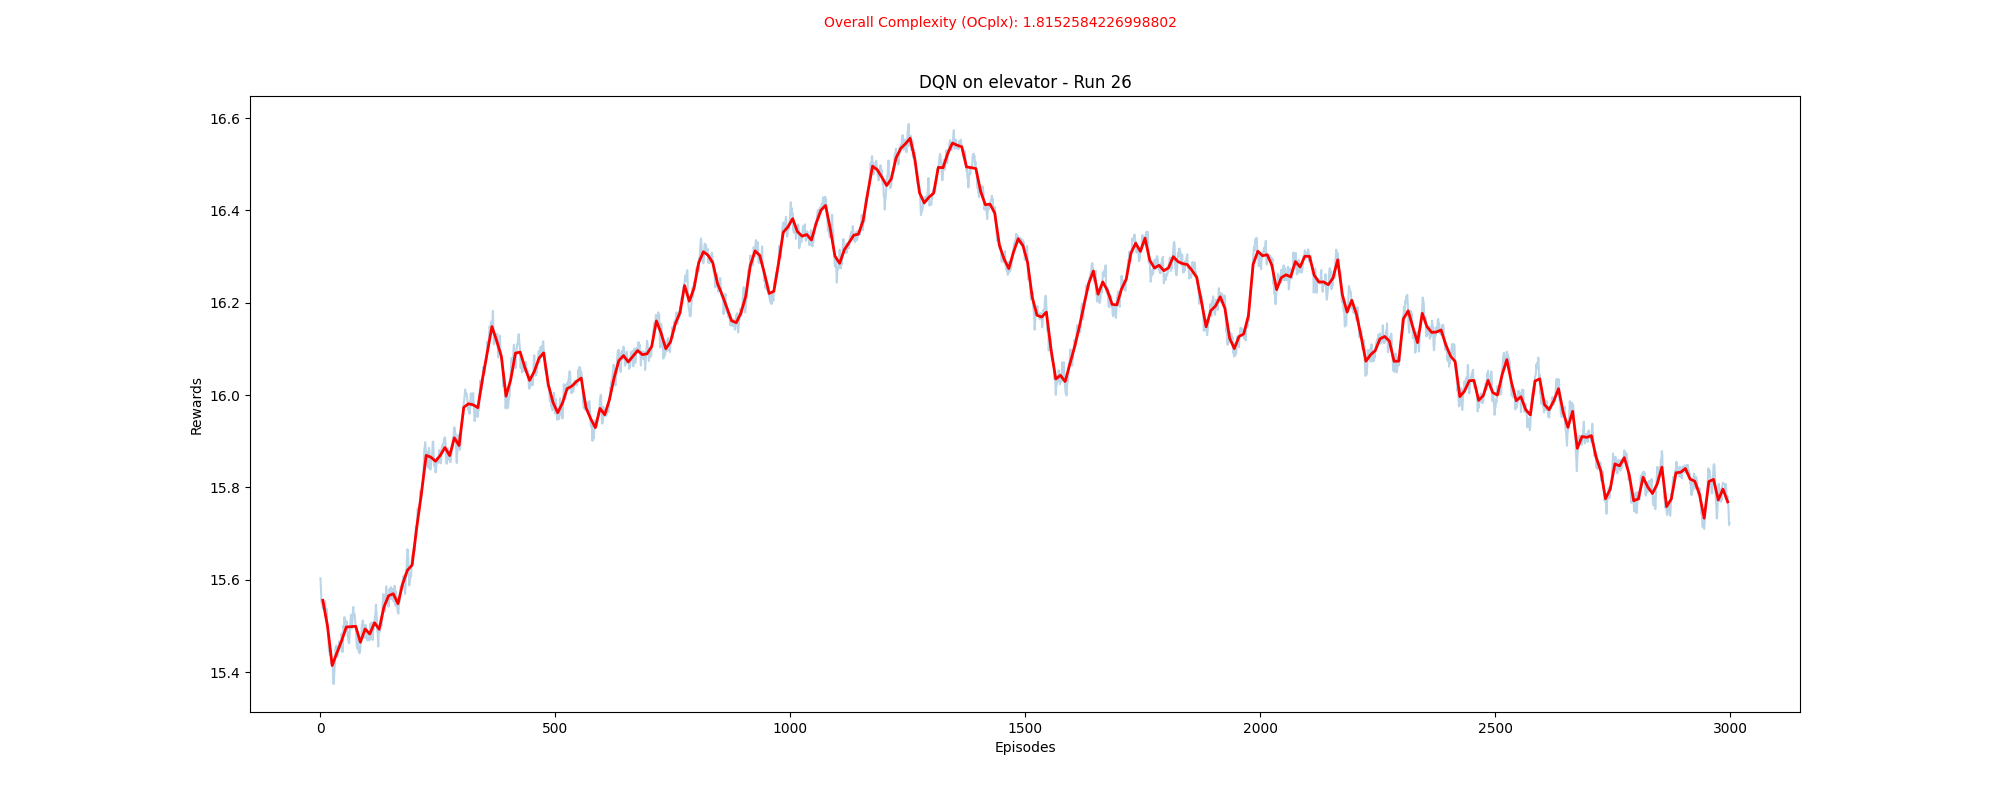 Overall Complexity (OCplx): 1.8152584226998802
DQN on elevator - Run 26
16.6
16.4
16.2
16.0
15.8
15.6
15.4
Rewards
0 500 1000 1500 2000 2500 3000
Episodes